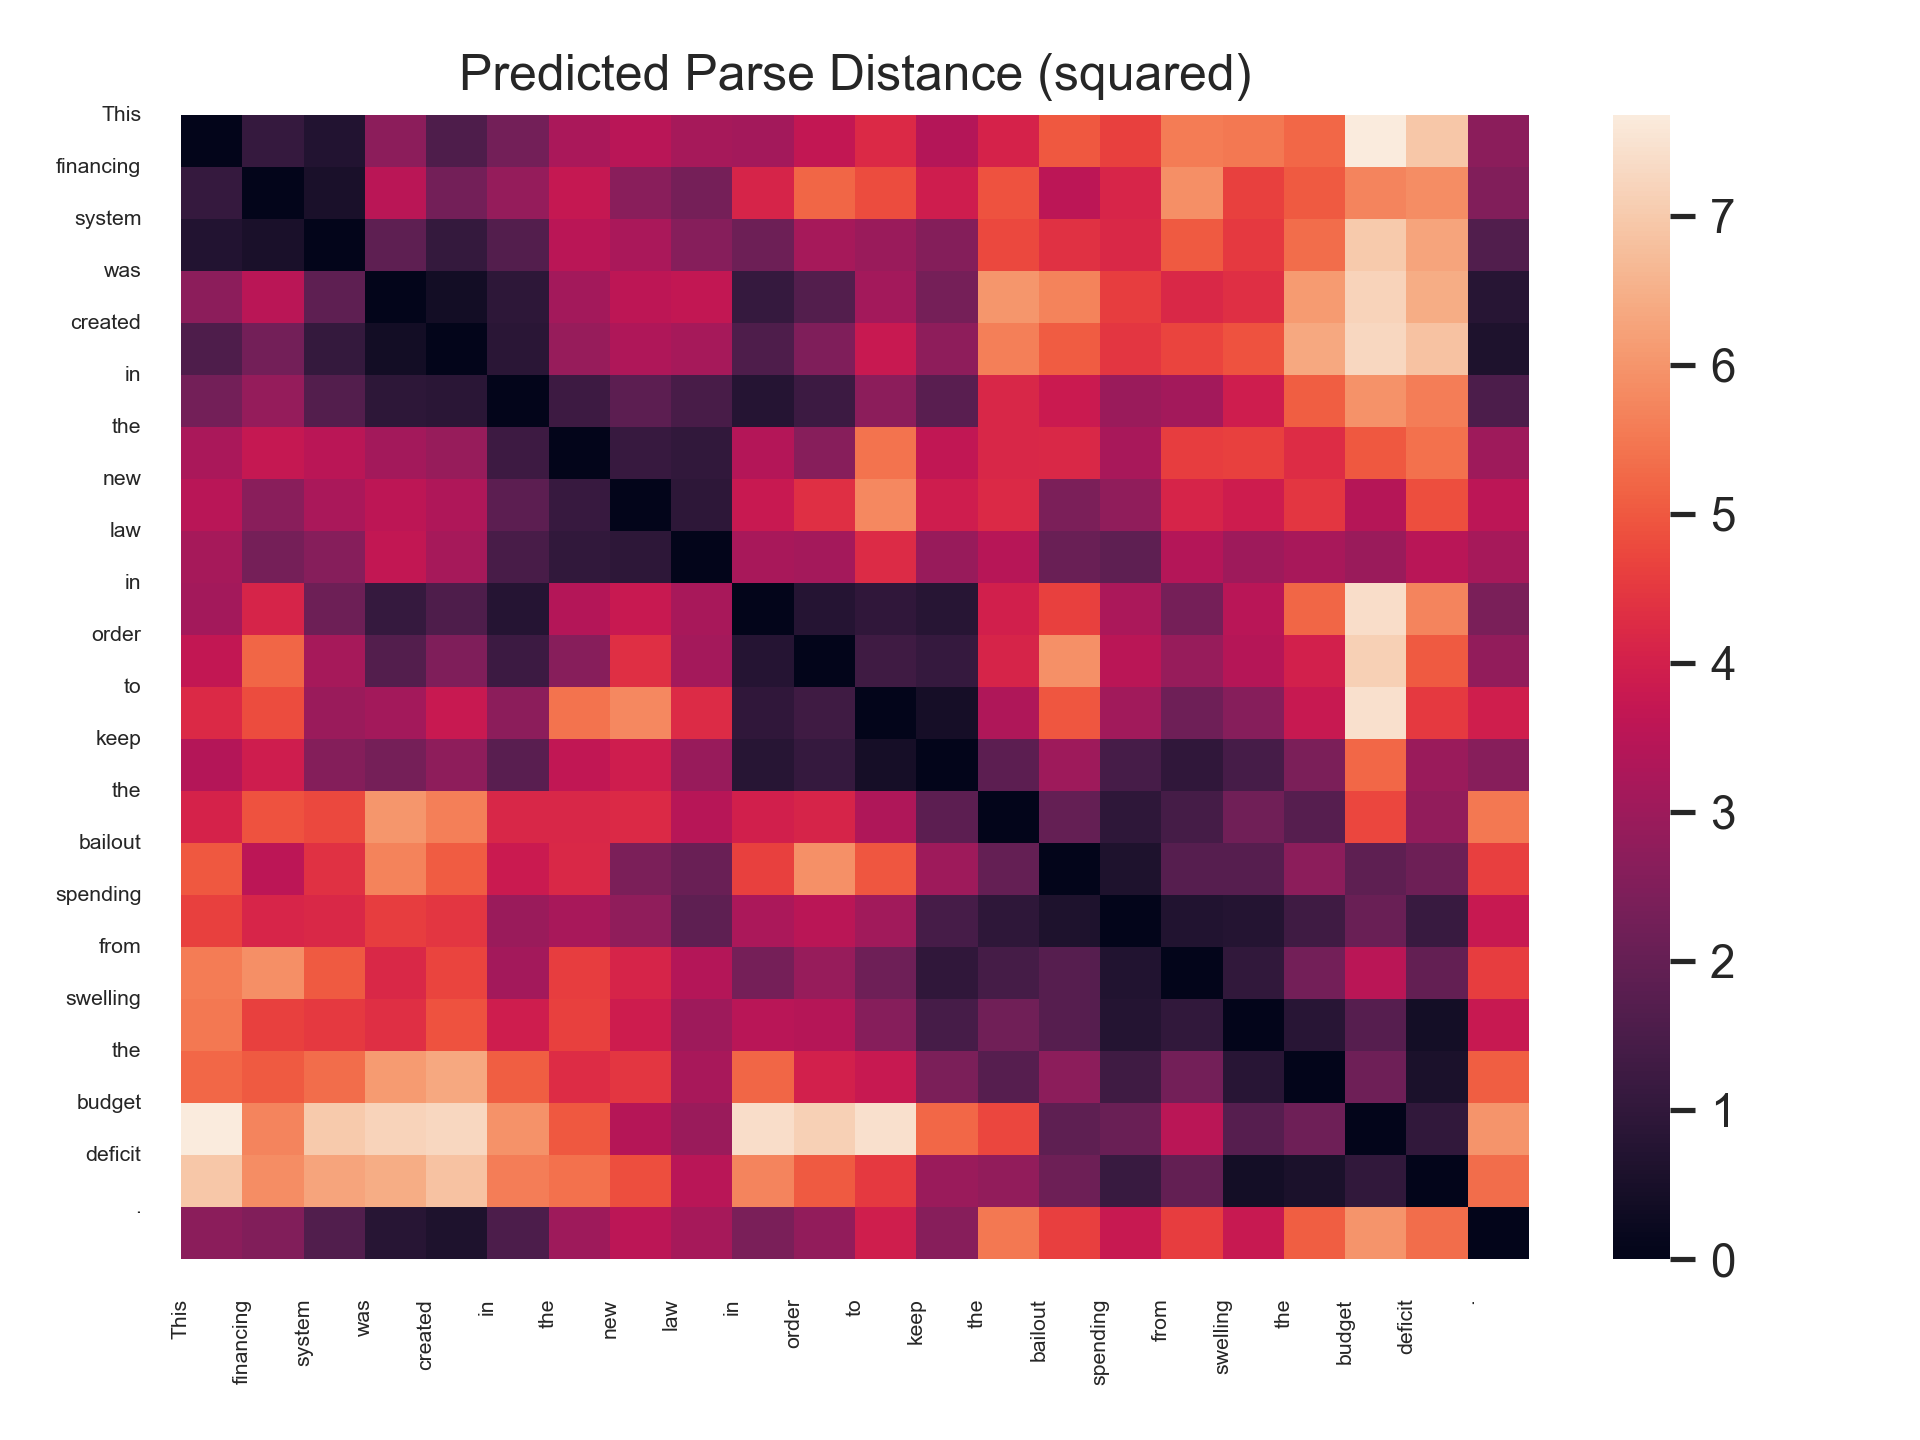 Predicted Parse Distance (squared)
This
financing
system
was
created
in
the
new
law
in
order
to
keep
the
bailout
spending
from
swelling
the
budget
deficit
.
7
6
5
4
3
2
1
0
This
financing
system
was
created
in
the
new
law
in
order
to
keep
the
bailout
spending
from
swelling
the
budget
deficit
.